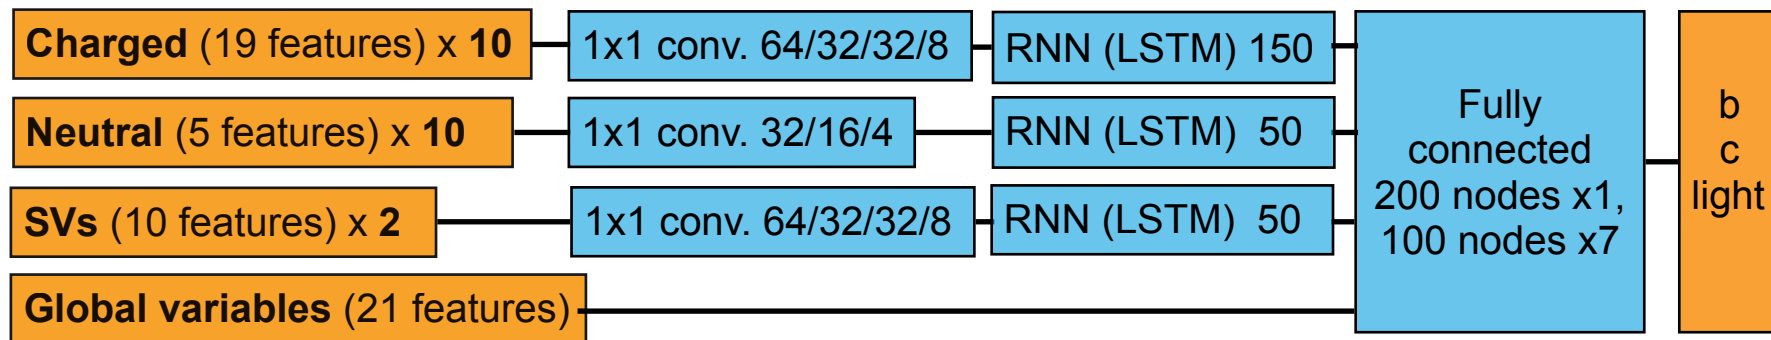 Charged (19 features) x 10
1x1 conv. 64/32/32/8
RNN (LSTM) 150
Neutral (5 features) x 10
1x1 conv. 32/16/4
RNN (LSTM) 50
SVs (10 features) x 2
1x1 conv. 64/32/32/8
RNN (LSTM) 50
Global variables (21 features)
Fully
connected
200 nodes x1,
100 nodes x7
b
c
light